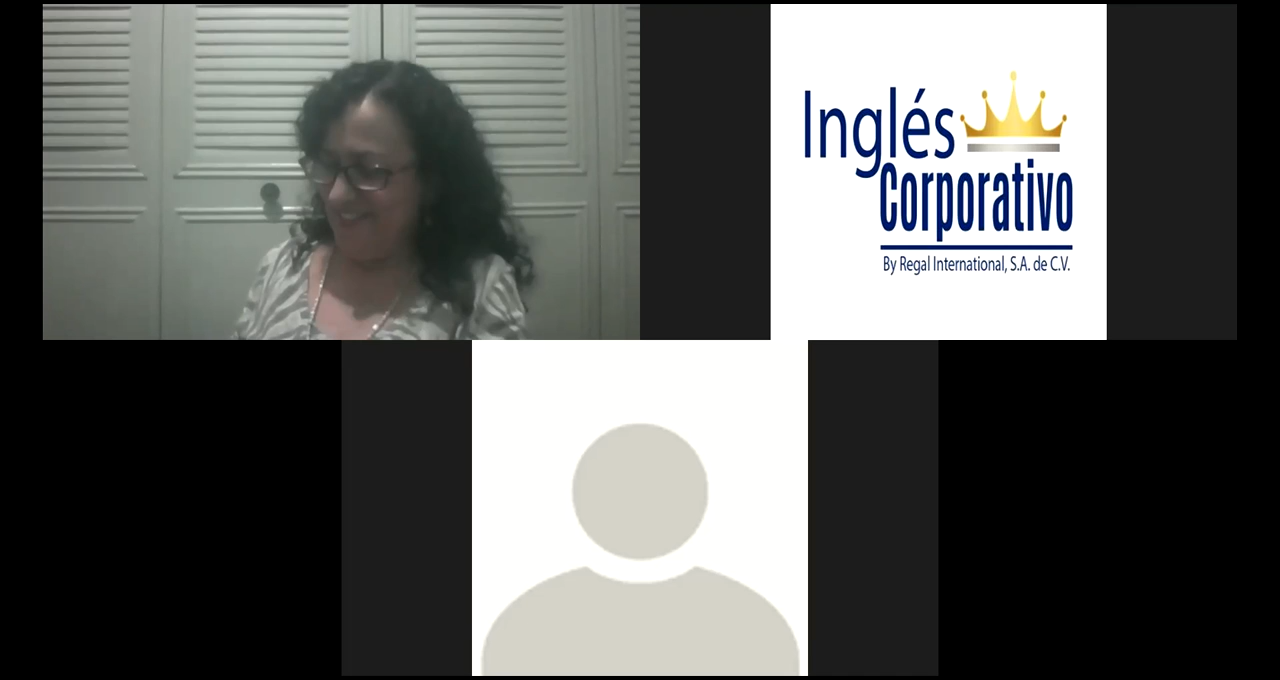 Inglés
Corporativo
By Regal International, S.A. de C.V.